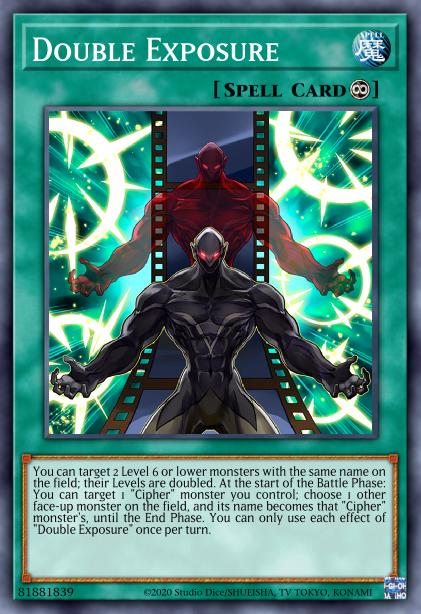 DOUBLE EXPOSURE
SPELL
魔
[SPELL CARD]
You can target 2 Level 6 or lower monsters with the same name on
the field; their Levels are doubled. At the start of the Battle Phase:
You can target 1 "Cipher" monster you control; choose 1 other
face-up monster on the field, and its name becomes that "Cipher"
monster's, until the End Phase. You can only use each effect of
"Double Exposure" once per turn.
81881839
©2020 Studio Dice/SHUEISHA, TV TOKYO, KONAMI